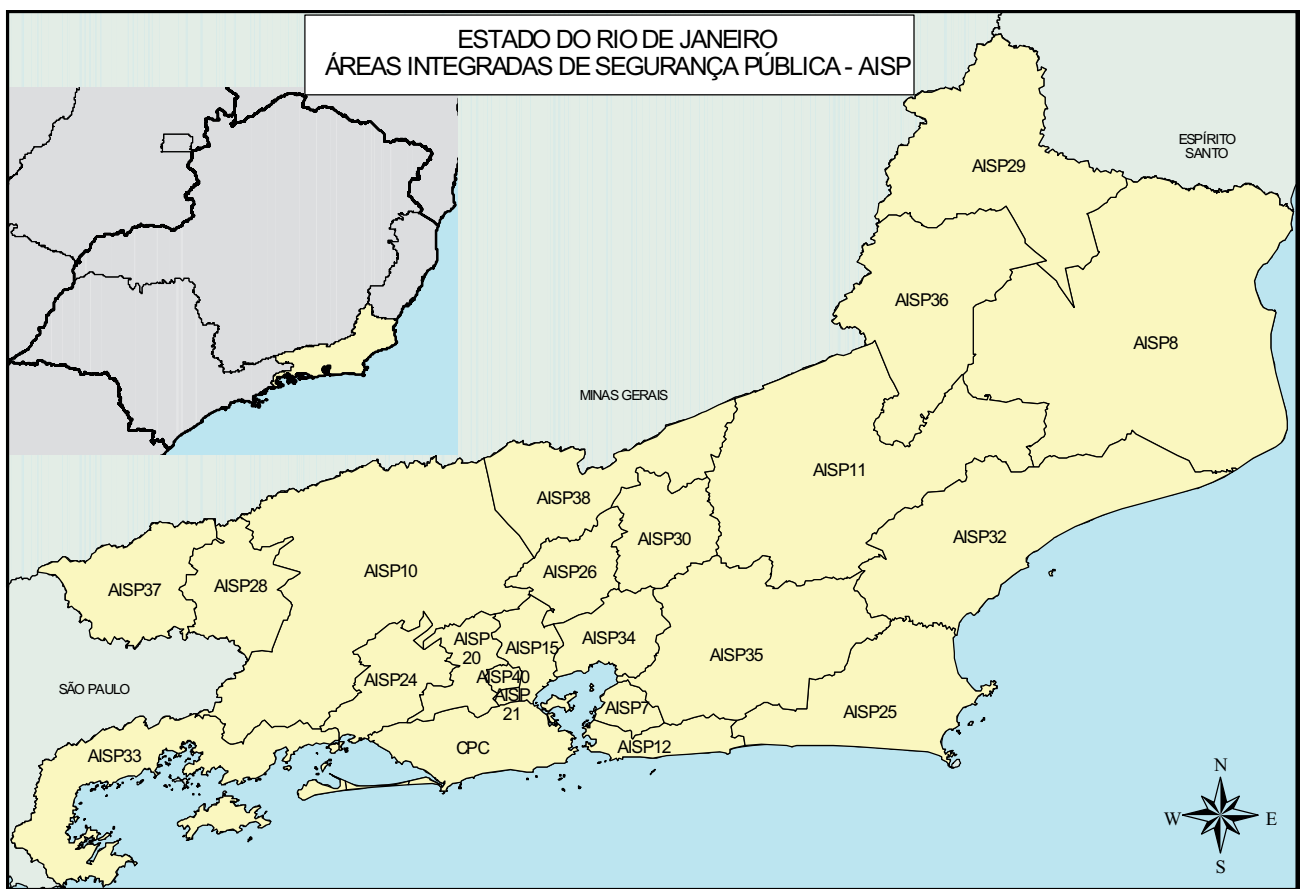 ESTADO DO RIO DE JANEIRO
ÁREAS INTEGRADAS DE SEGURANÇA PÚBLICA - AISP
ESPÍRITO
SANTO
AISP29
AISP36
AISP8
MINAS GERAIS
AISP11
AISP38
AISP32
AISP30
AISP26
AISP10
AISP28
AISP37
AISP
20
AISP15
AISP34
AISP35
AISP24
AISP40
AISP
21
SÃO PAULO
AISP7
AISP25
CPC
AISP12
AISP33
N
W
E
S